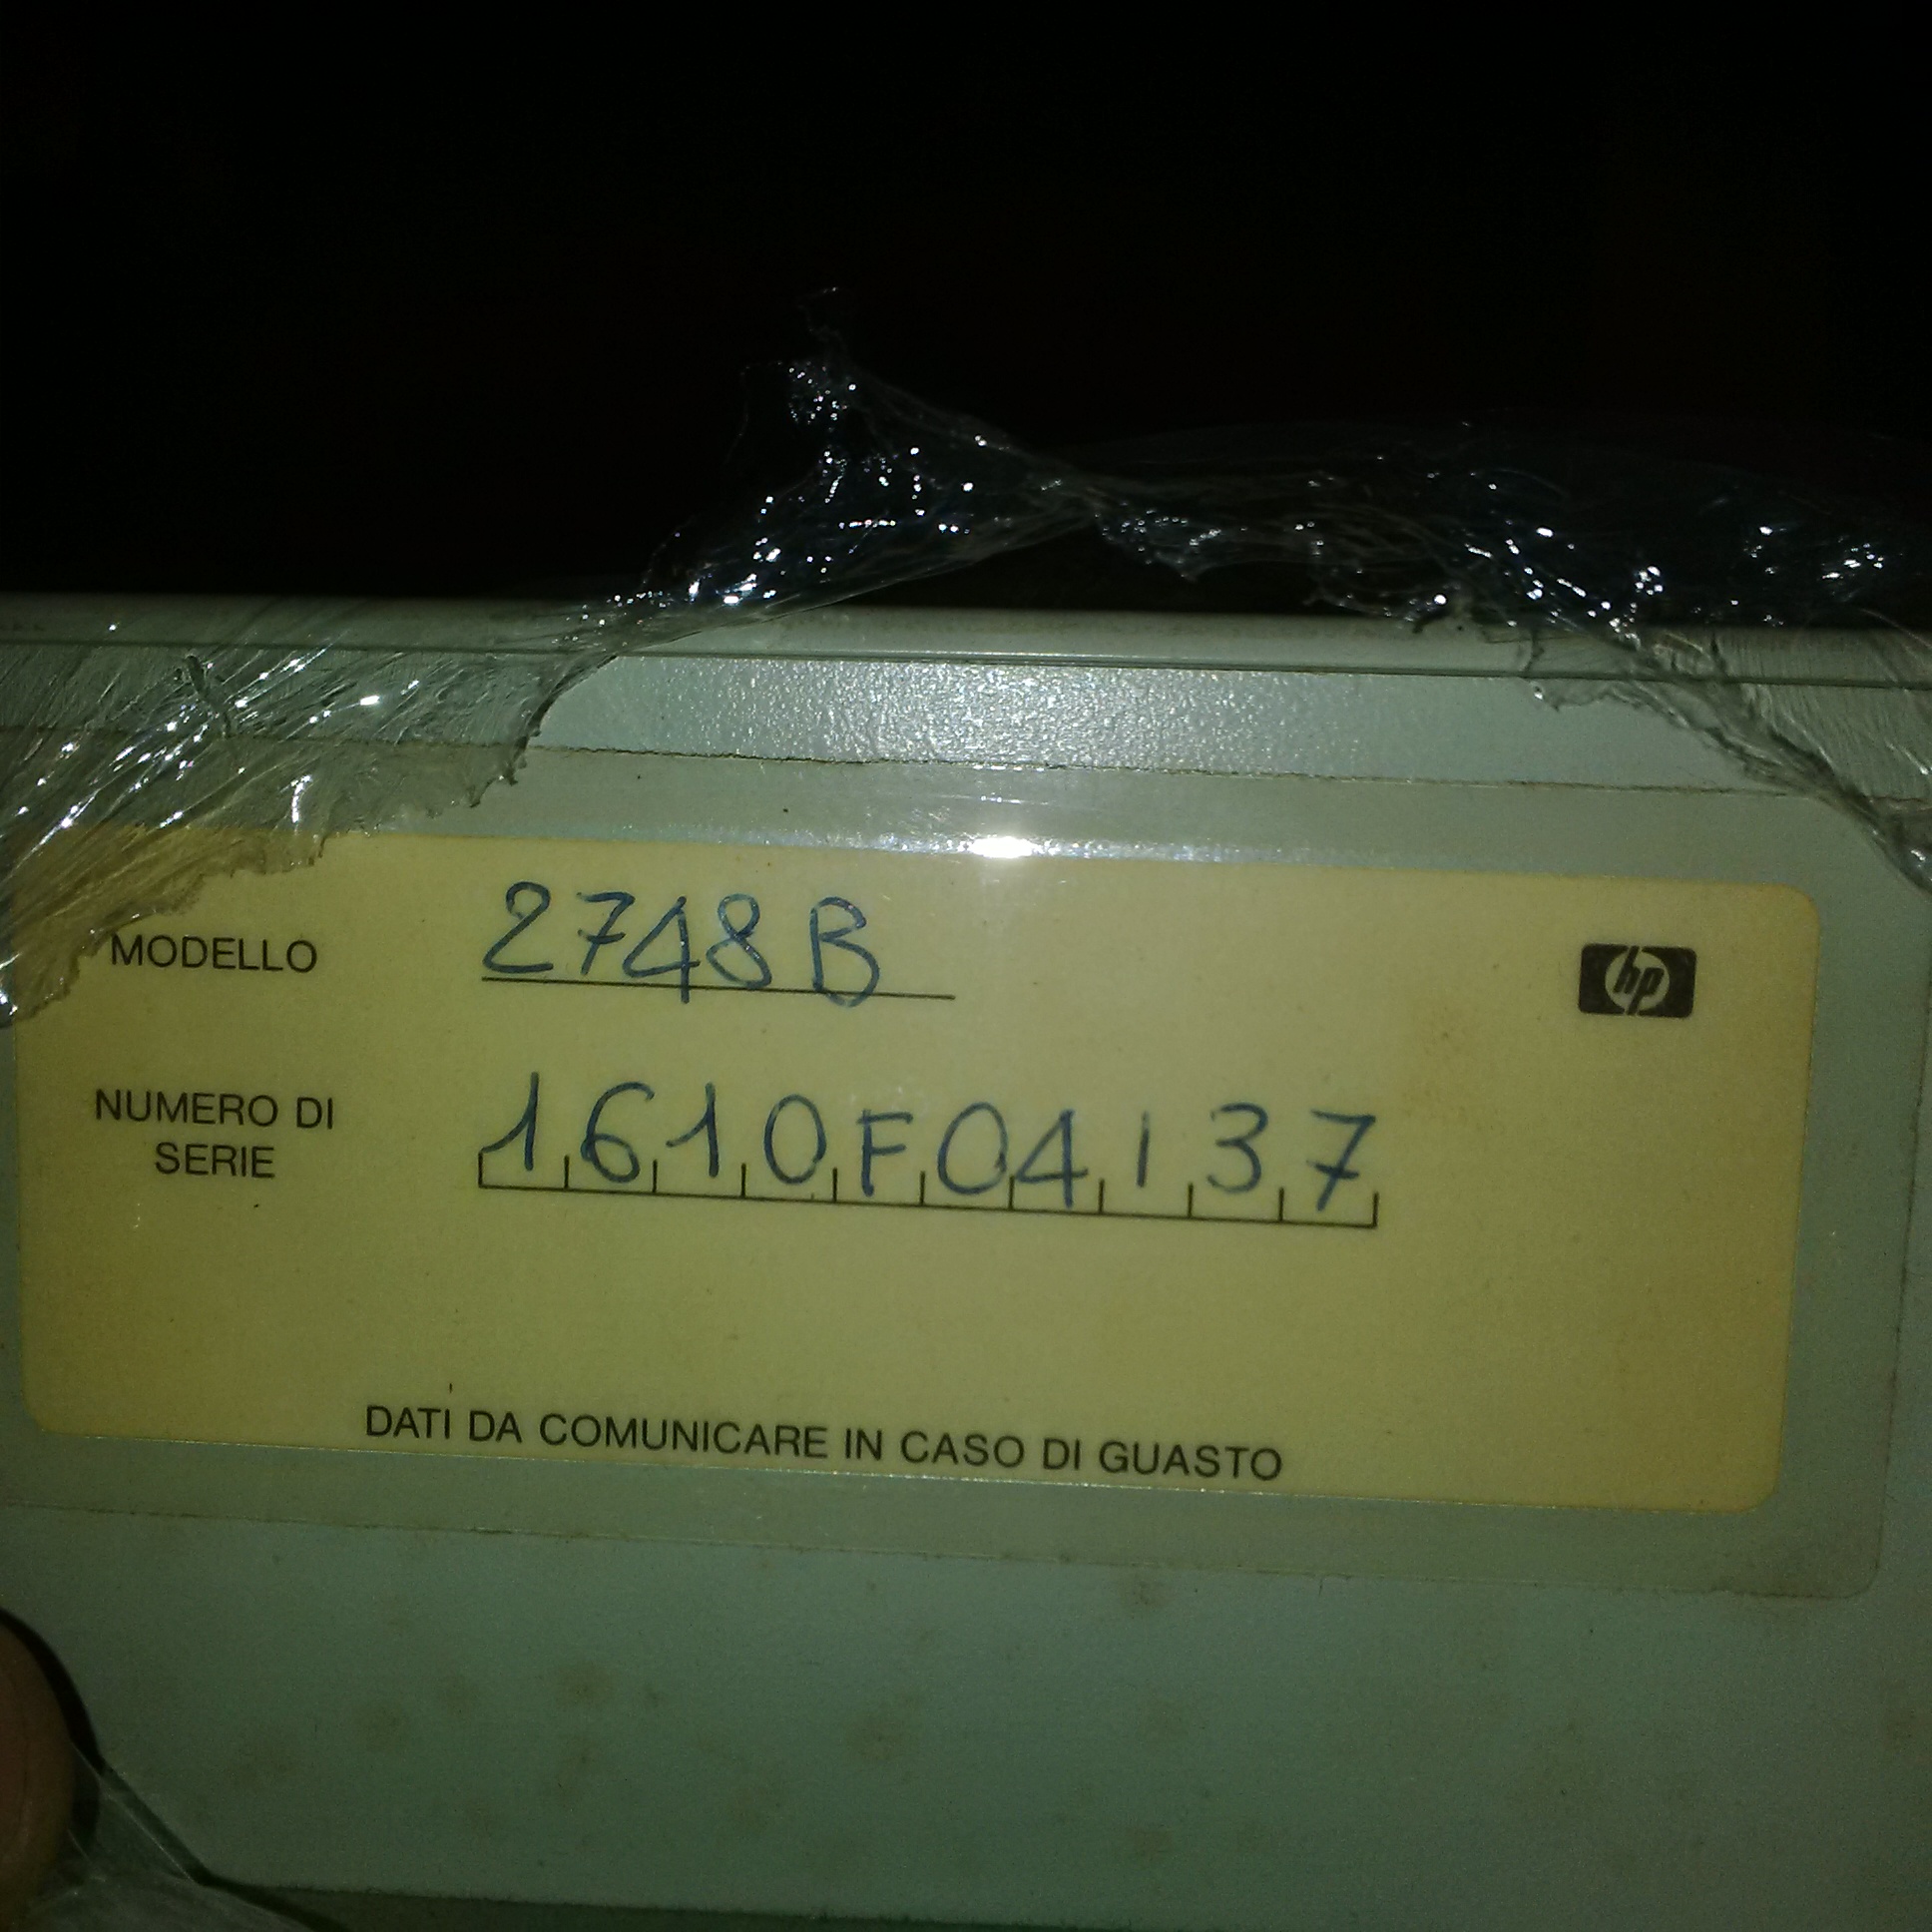 MODELLO 2748B
hp
NUMERO DI
SERIE 1610F04137
DATI DA COMUNICARE IN CASO DI GUASTO